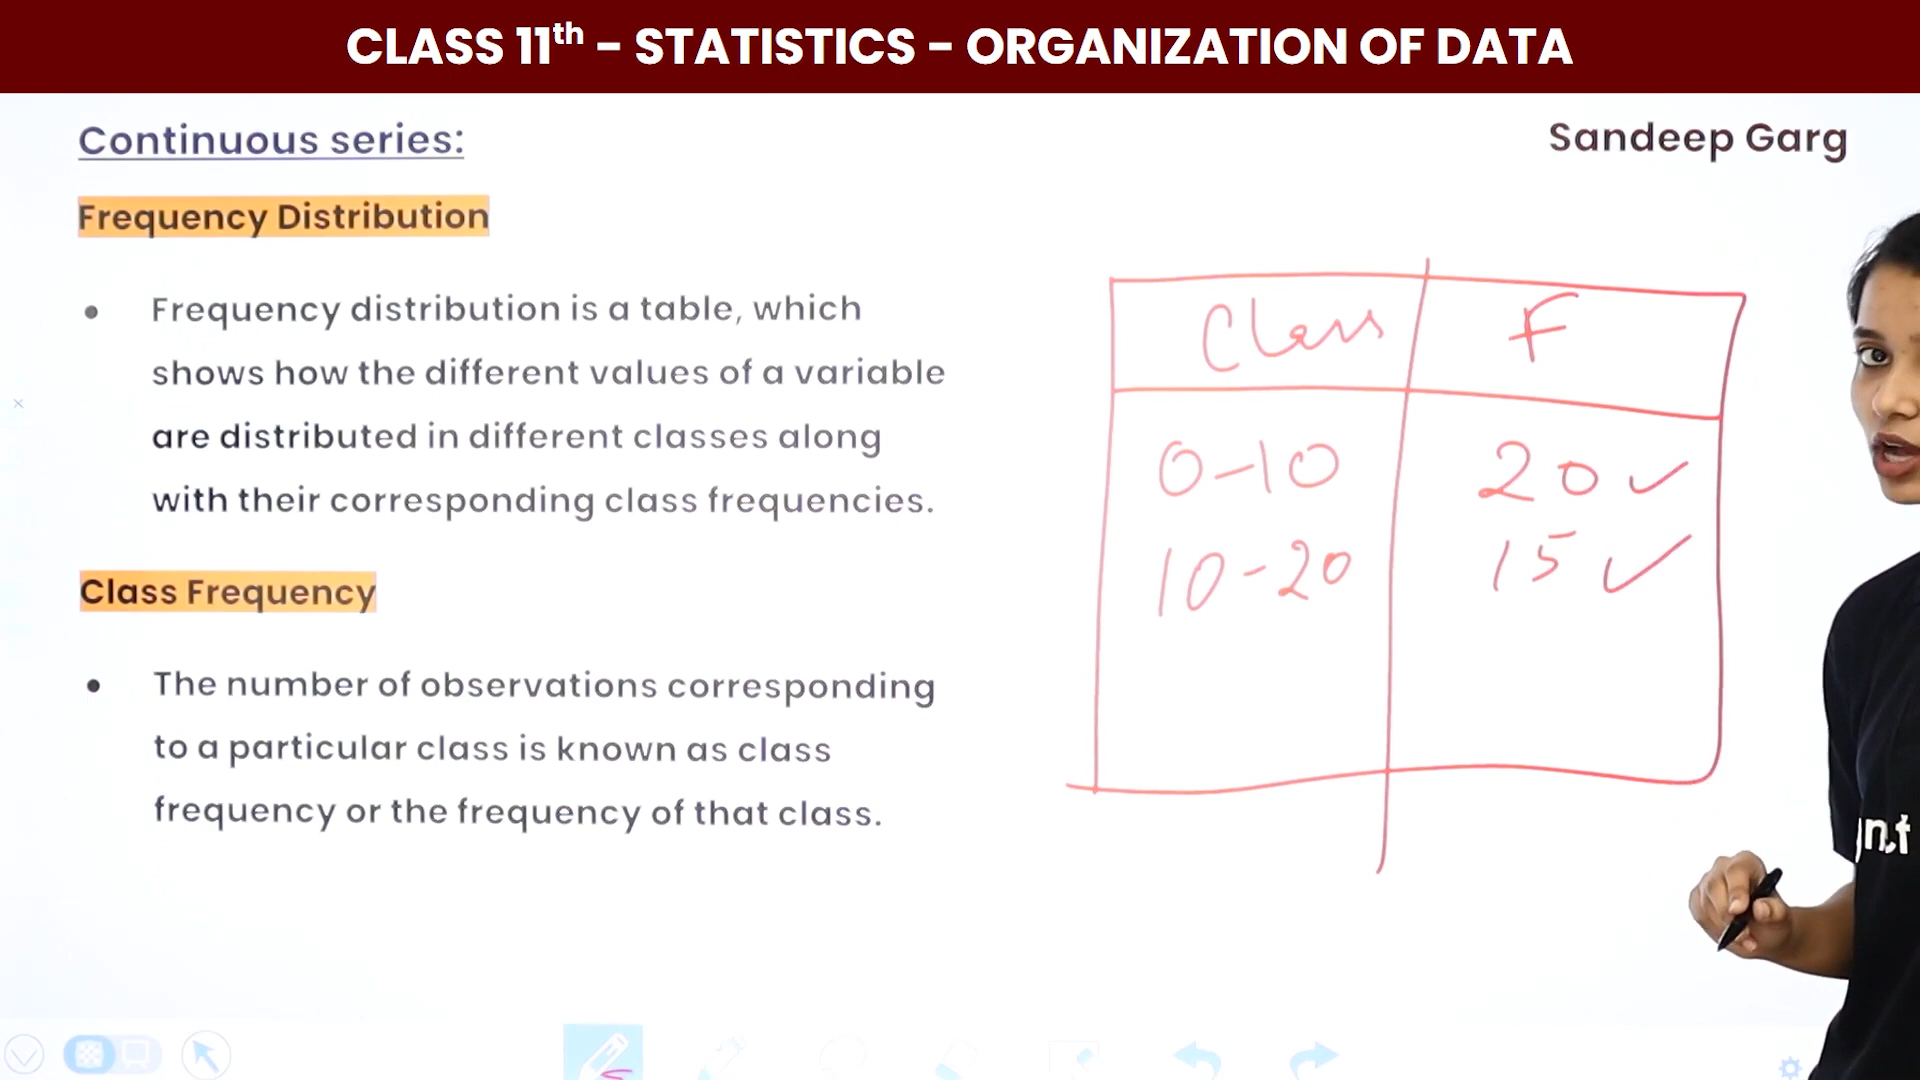 CLASS 11th – STATISTICS – ORGANIZATION OF DATA
Continuous series:
Sandeep Garg
Frequency Distribution
• Frequency distribution is a table, which
shows how the different values of a variable
are distributed in different classes along
with their corresponding class frequencies.
Class Frequency
• The number of observations corresponding
to a particular class is known as class
frequency or the frequency of that class.
Class F
0-10 20 ✓
10-20 15 ✓